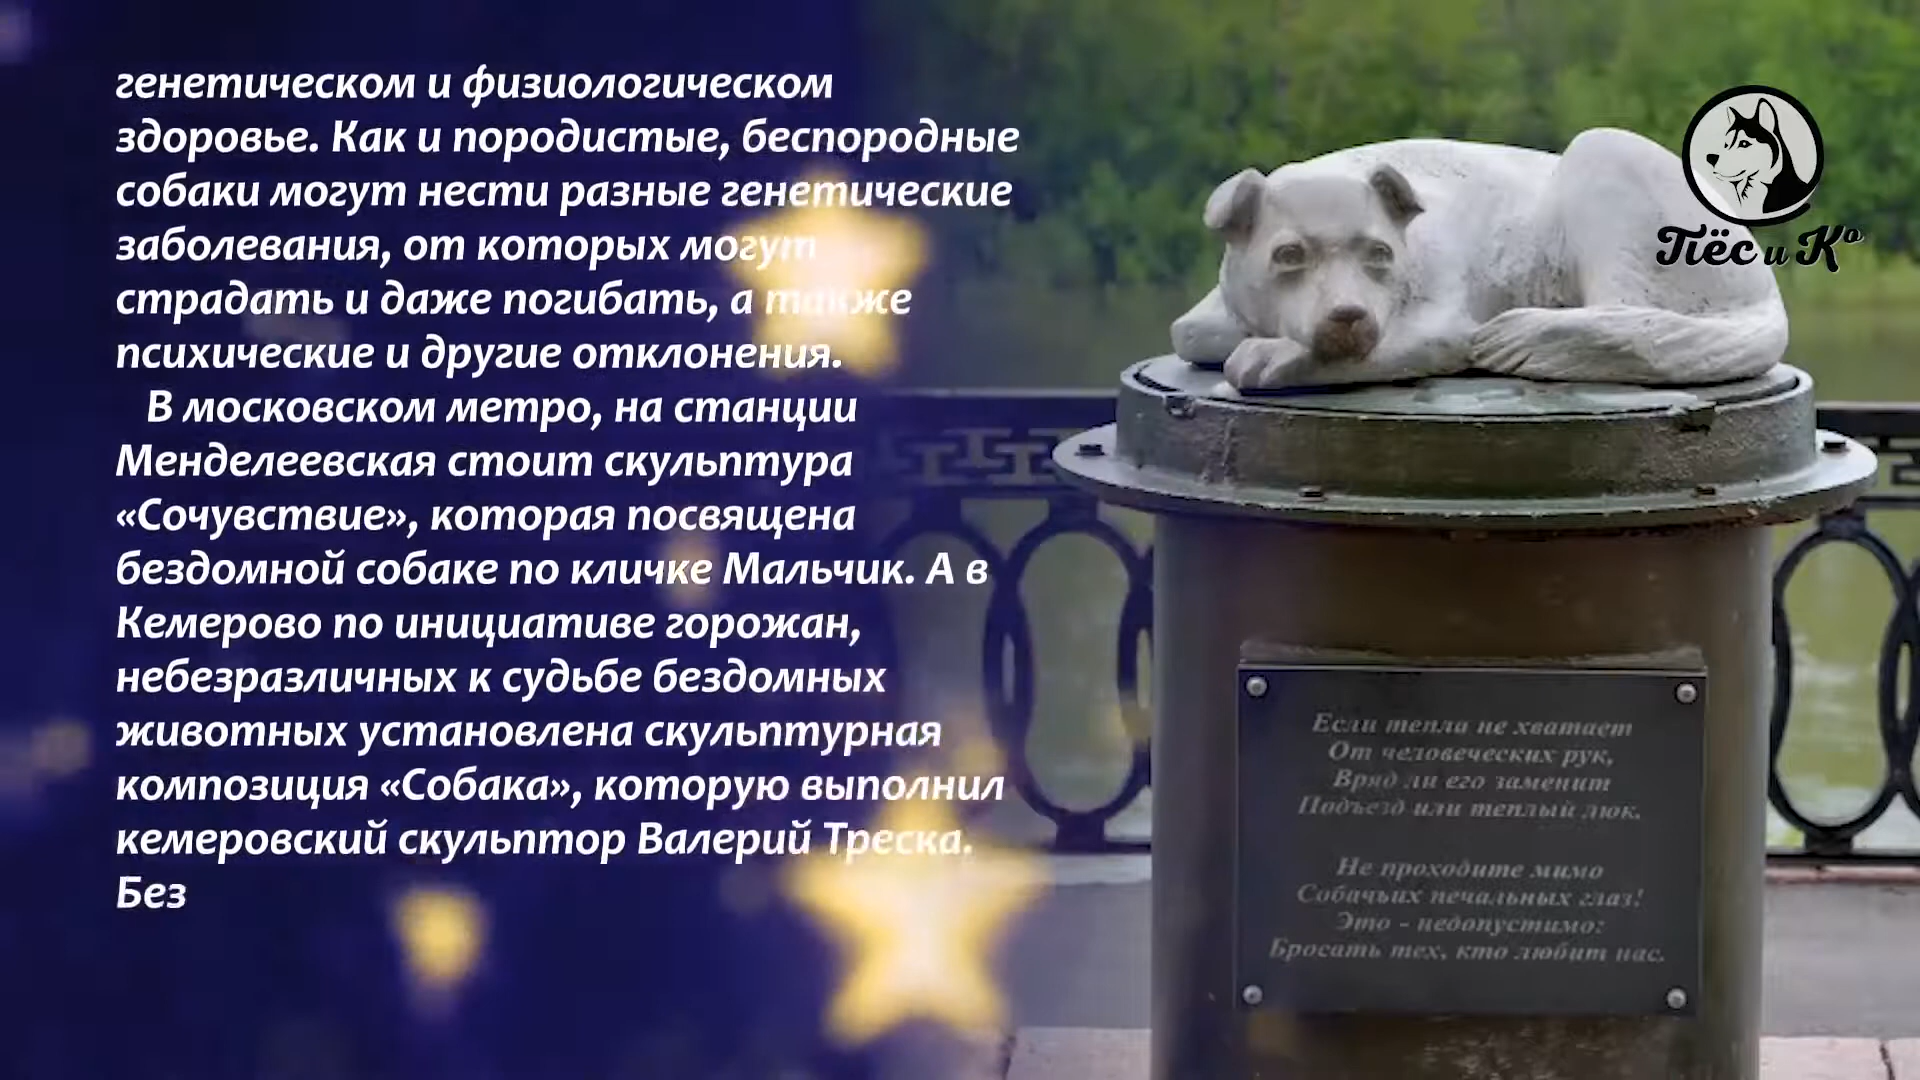 генетическом и физиологическом
здоровье. Как и породистые, беспородные
собаки могут нести разные генетические
заболевания, от которых могут
страдать и даже погибать, а также
психические и другие отклонения.
В московском метро, на станции
Менделеевская стоит скульптура
«Сочувствие», которая посвящена
бездомной собаке по кличке Мальчик. А в
Кемерово по инициативе горожан,
небезразличных к судьбе бездомных
животных установлена скульптурная
композиция «Собака», которую выполнил
кемеровский скульптор Валерий Треска.
Без
Пёс и Ко
Если тепла не хватает
От человеческих рук,
Вряд ли его заменит
Подъезд или теплый люк.
Не проходите мимо
Собачьих печальных глаз!
Это - недопустимо:
Бросать тех, кто любит нас.